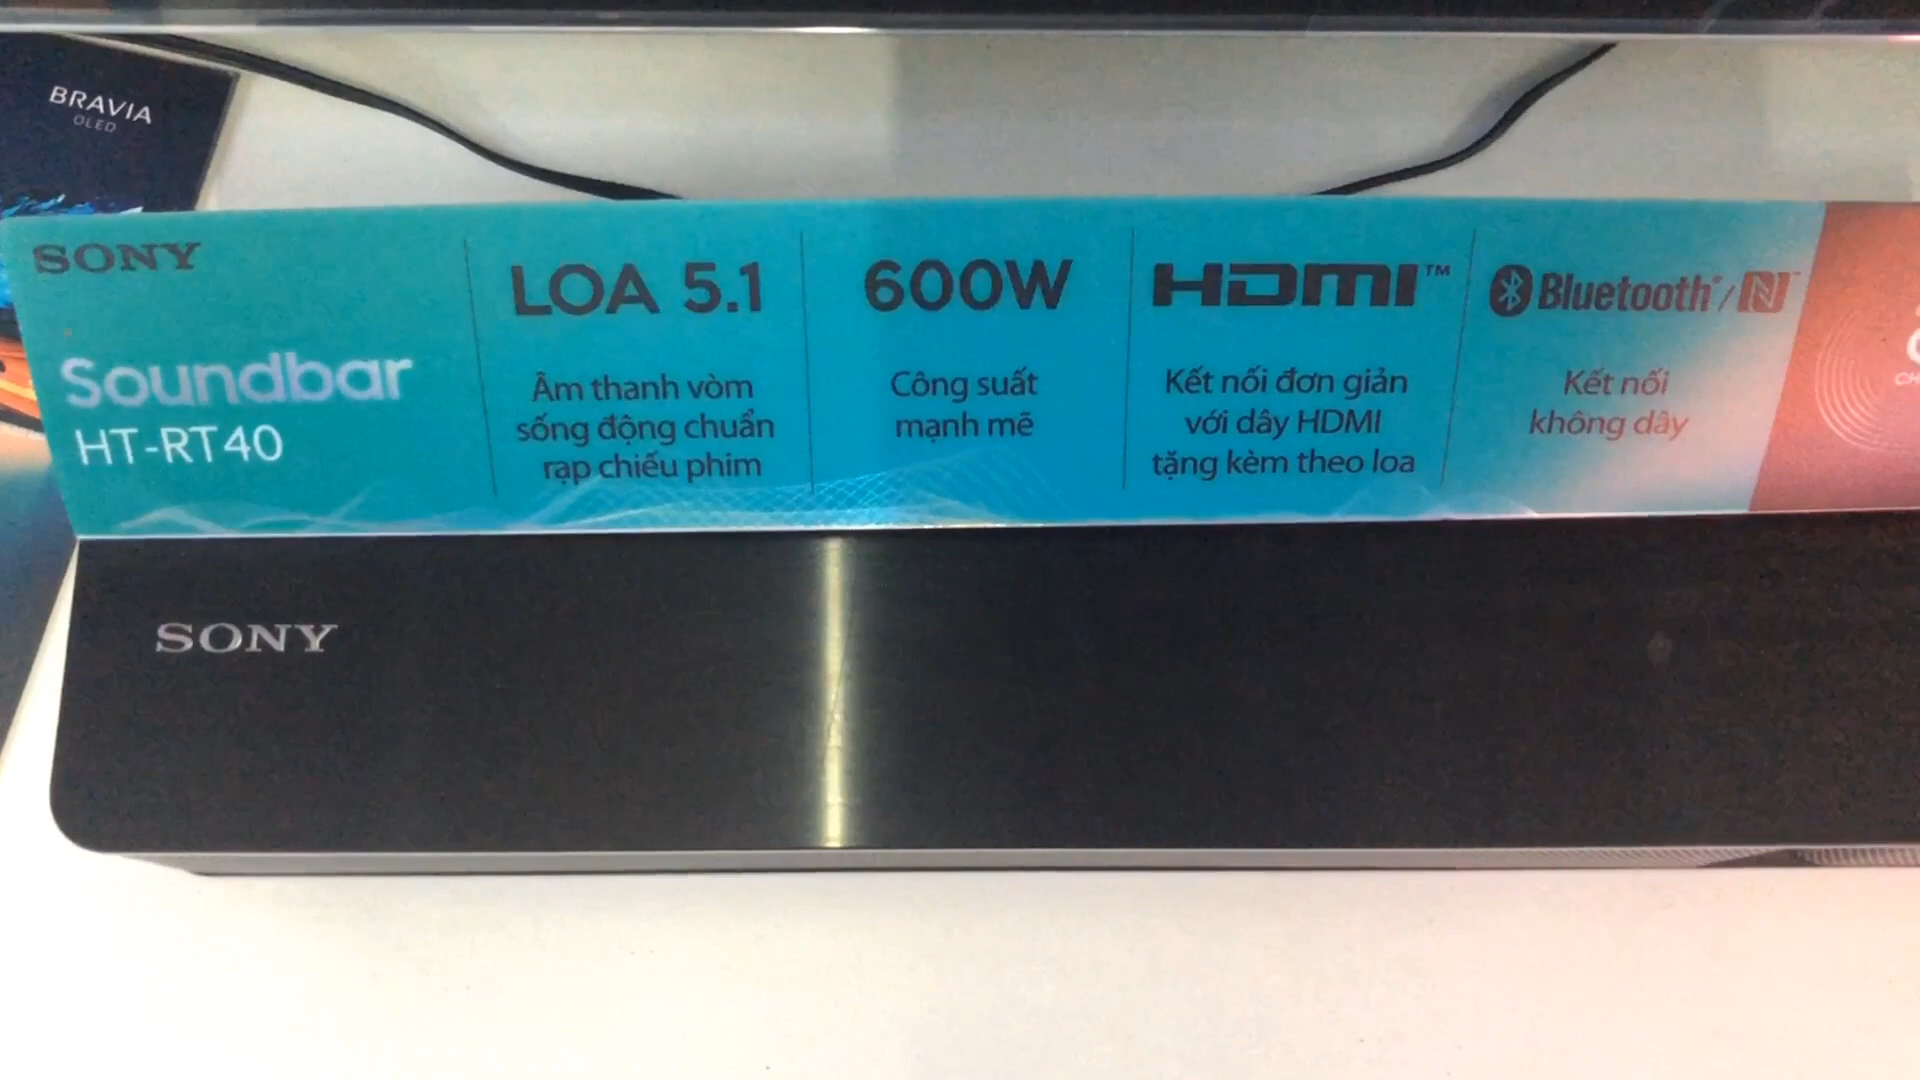 BRAVIA
OLED
SONY
Soundbar
HT-RT40
LOA 5.1
Âm thanh vòm
sống động chuẩn
rạp chiếu phim
600W
Công suất
mạnh mẽ
HDMI™
Kết nối đơn giản
với dây HDMI
tặng kèm theo loa
Bluetooth® /
Kết nối
không dây
SONY